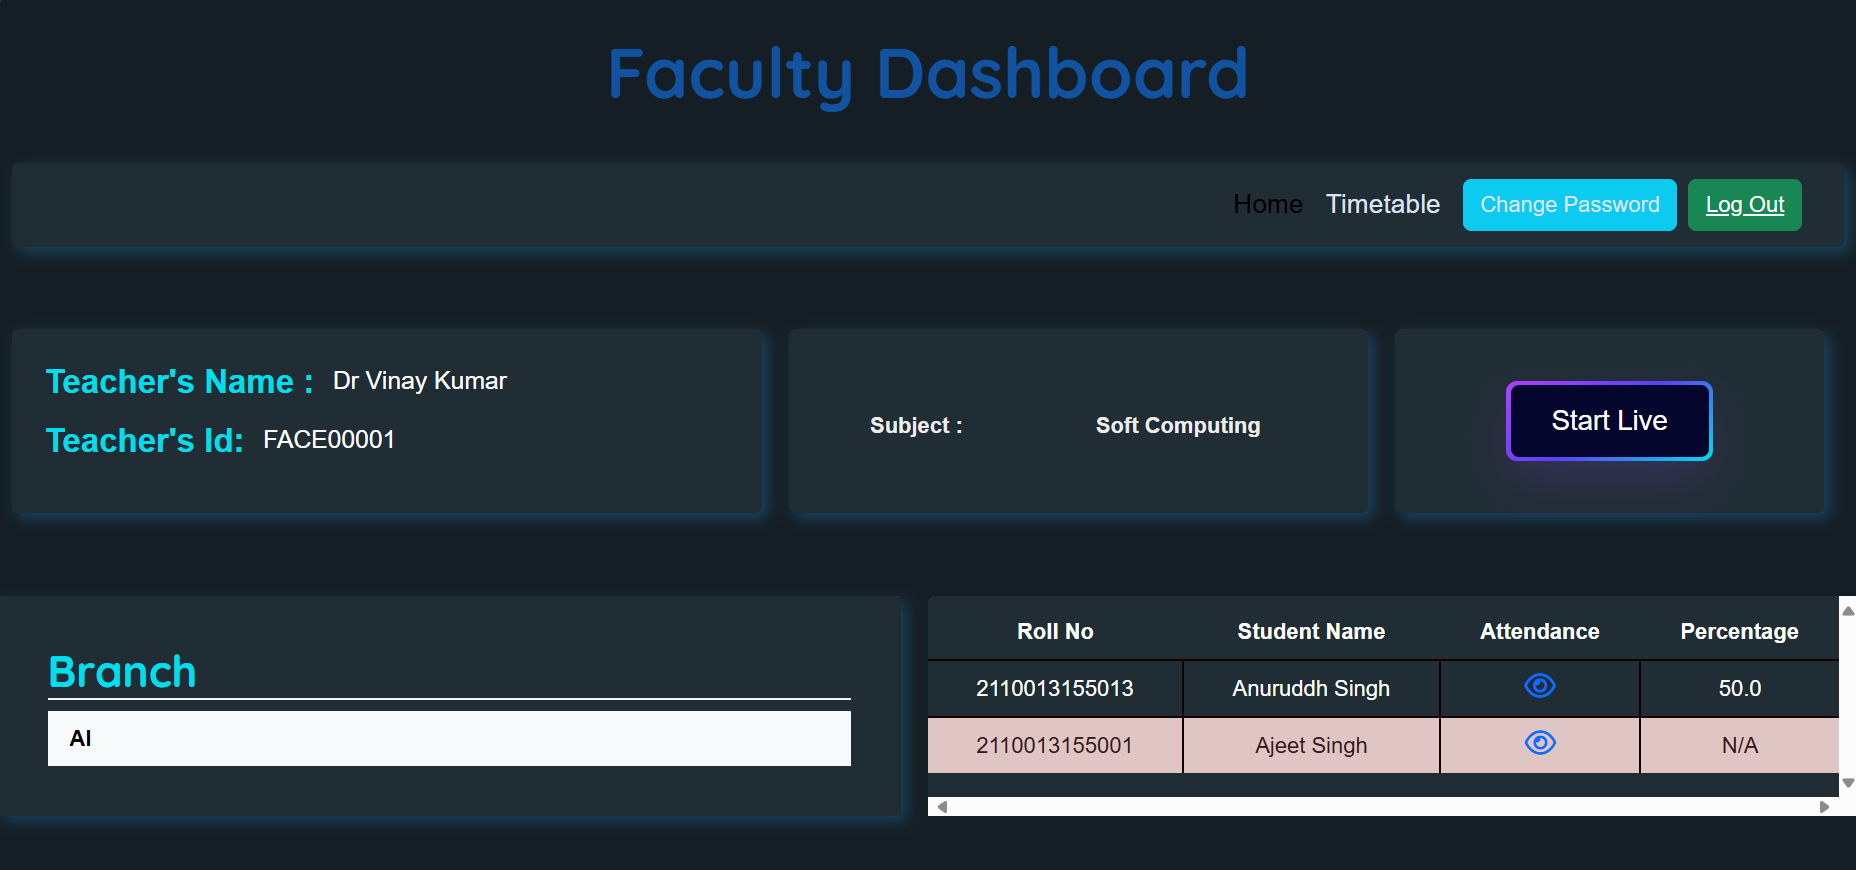 Faculty Dashboard
Home Timetable Change Password Log Out
Teacher's Name : Dr Vinay Kumar
Teacher's Id: FACE00001
Subject : Soft Computing
Start Live
Branch
AI
Roll No Student Name Attendance Percentage
2110013155013 Anuruddh Singh 50.0
2110013155001 Ajeet Singh N/A